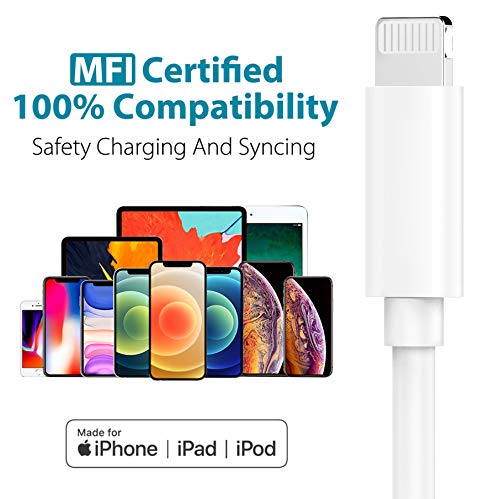 MFI Certified
100% Compatibility
Safety Charging And Syncing
Made for
iPhone | iPad | iPod